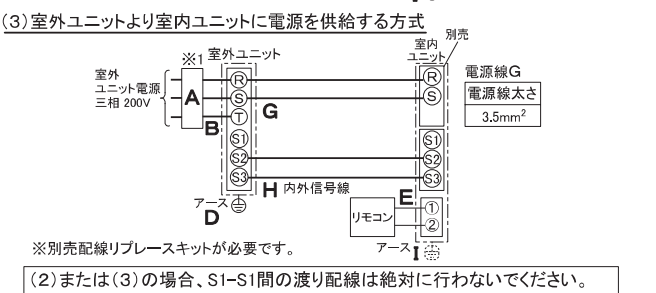 (3)室外ユニットより室内ユニットに電源を供給する方式
別売
※1 室外ユニット 室内
ユニット
室外
ユニット電源
三相 200V
A
B
R
S
T
S1
S2
S3
G
H 内外信号線
R
S
S1
S2
S3
電源線G
電源線太さ
3.5mm²
アース
D
リモコン
E
①
②
アース I
※別売配線リプレースキットが必要です。
(2)または(3)の場合、S1-S1間の渡り配線は絶対に行わないでください。